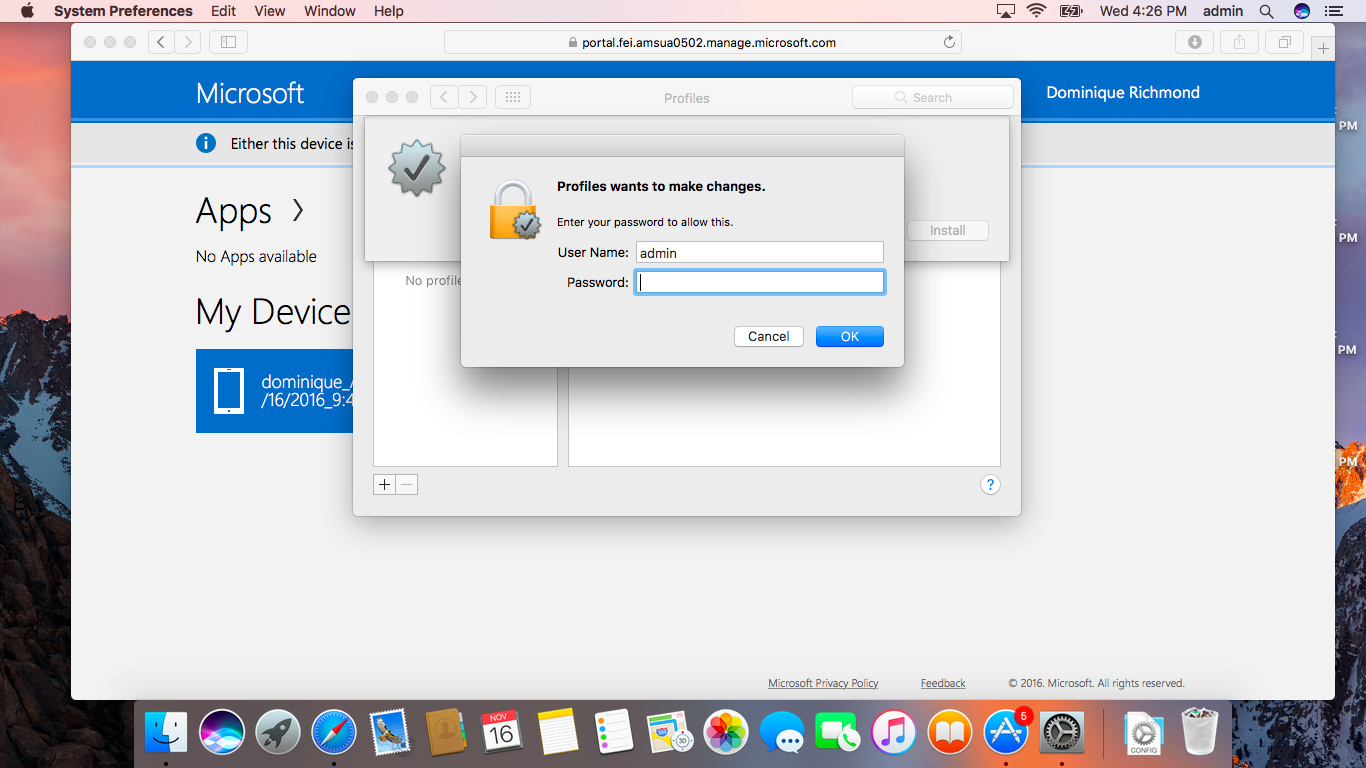 System Preferences Edit View Window Help Wed 4:26 PM admin
portal.fei.amsua0502.manage.microsoft.com
Microsoft
Dominique Richmond
Profiles
Search
Either this device is
PM
Profiles wants to make changes.
Enter your password to allow this.
User Name: admin
Password:
Cancel OK
Install
Apps
No Apps available
PM
No profile
My Device
PM
dominique_
/16/2016_9:4
PM
+ −
?
Microsoft Privacy Policy Feedback © 2016. Microsoft. All rights reserved.
NOV
16
3D
5
CONFIG